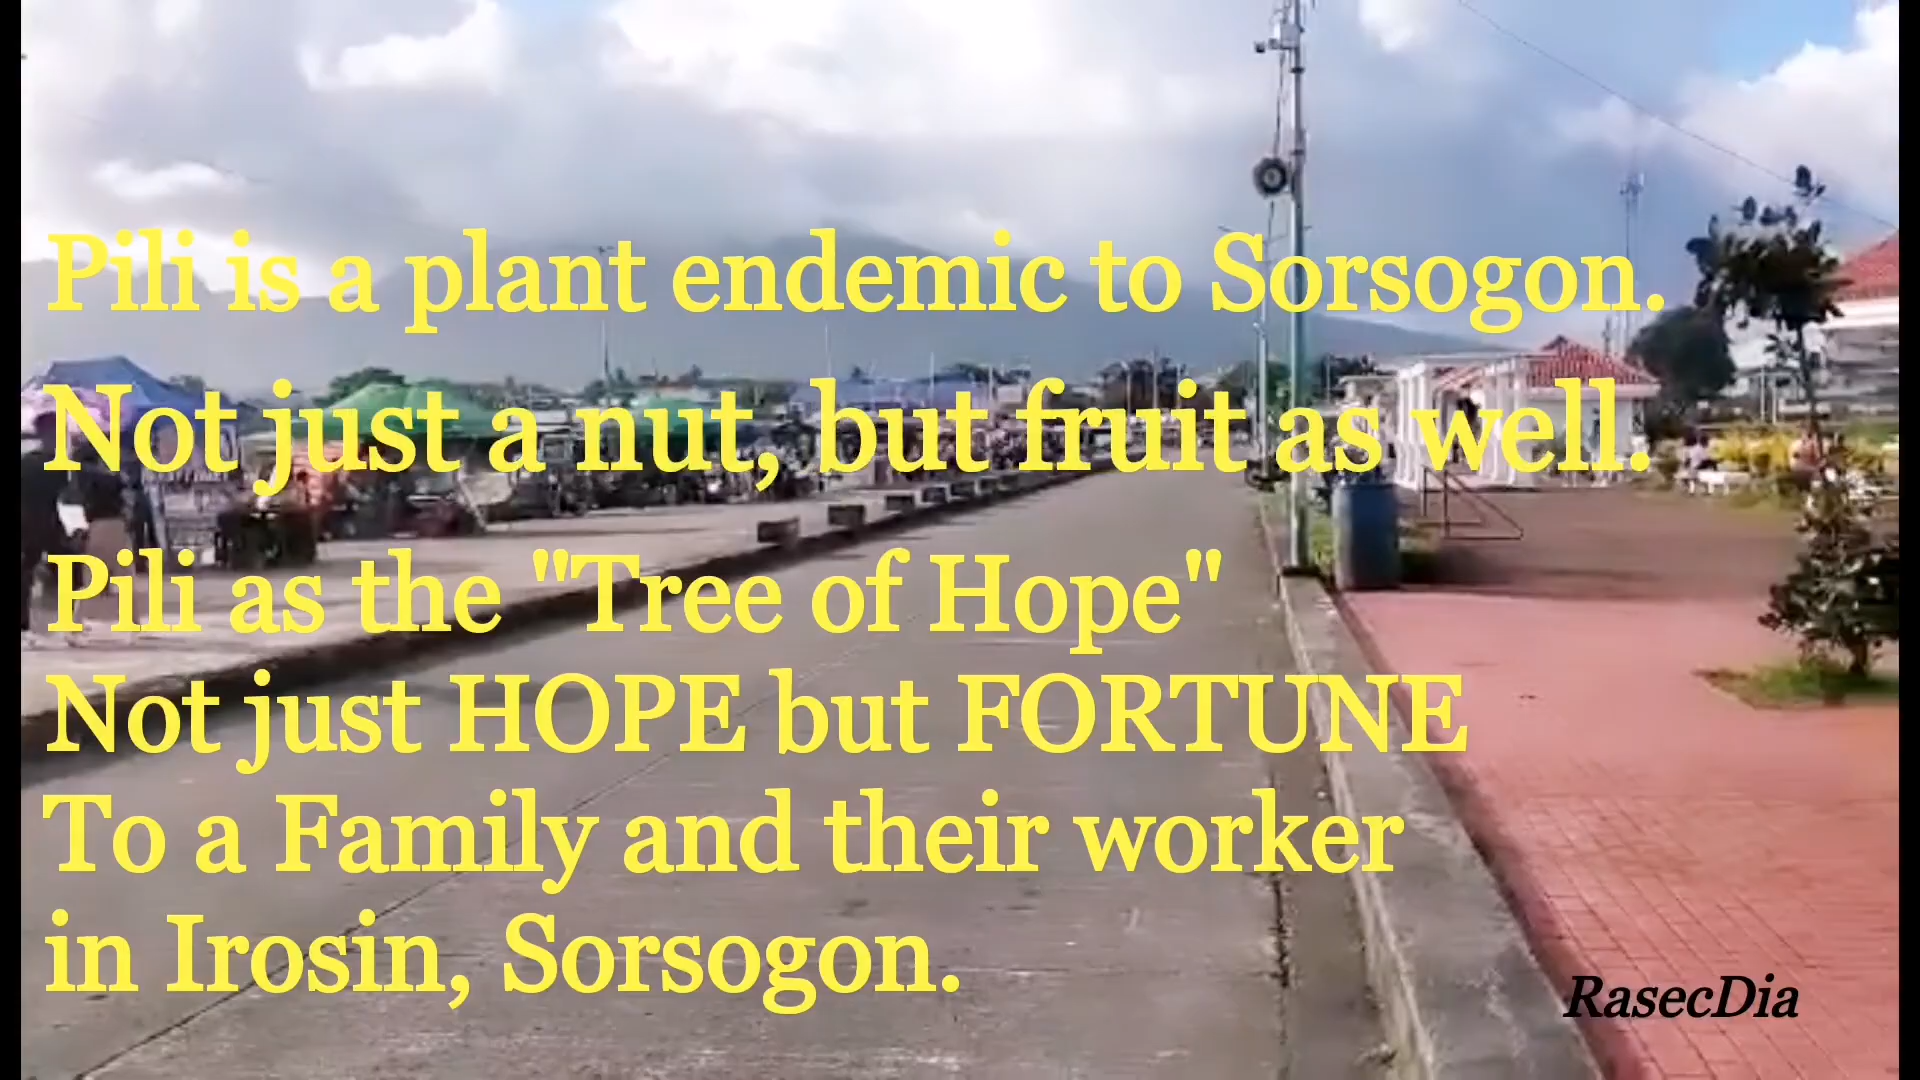 Pili is a plant endemic to Sorsogon.
Not just a nut, but fruit as well.
Pili as the "Tree of Hope"
Not just HOPE but FORTUNE
To a Family and their worker
in Irosin, Sorsogon.
RasecDia